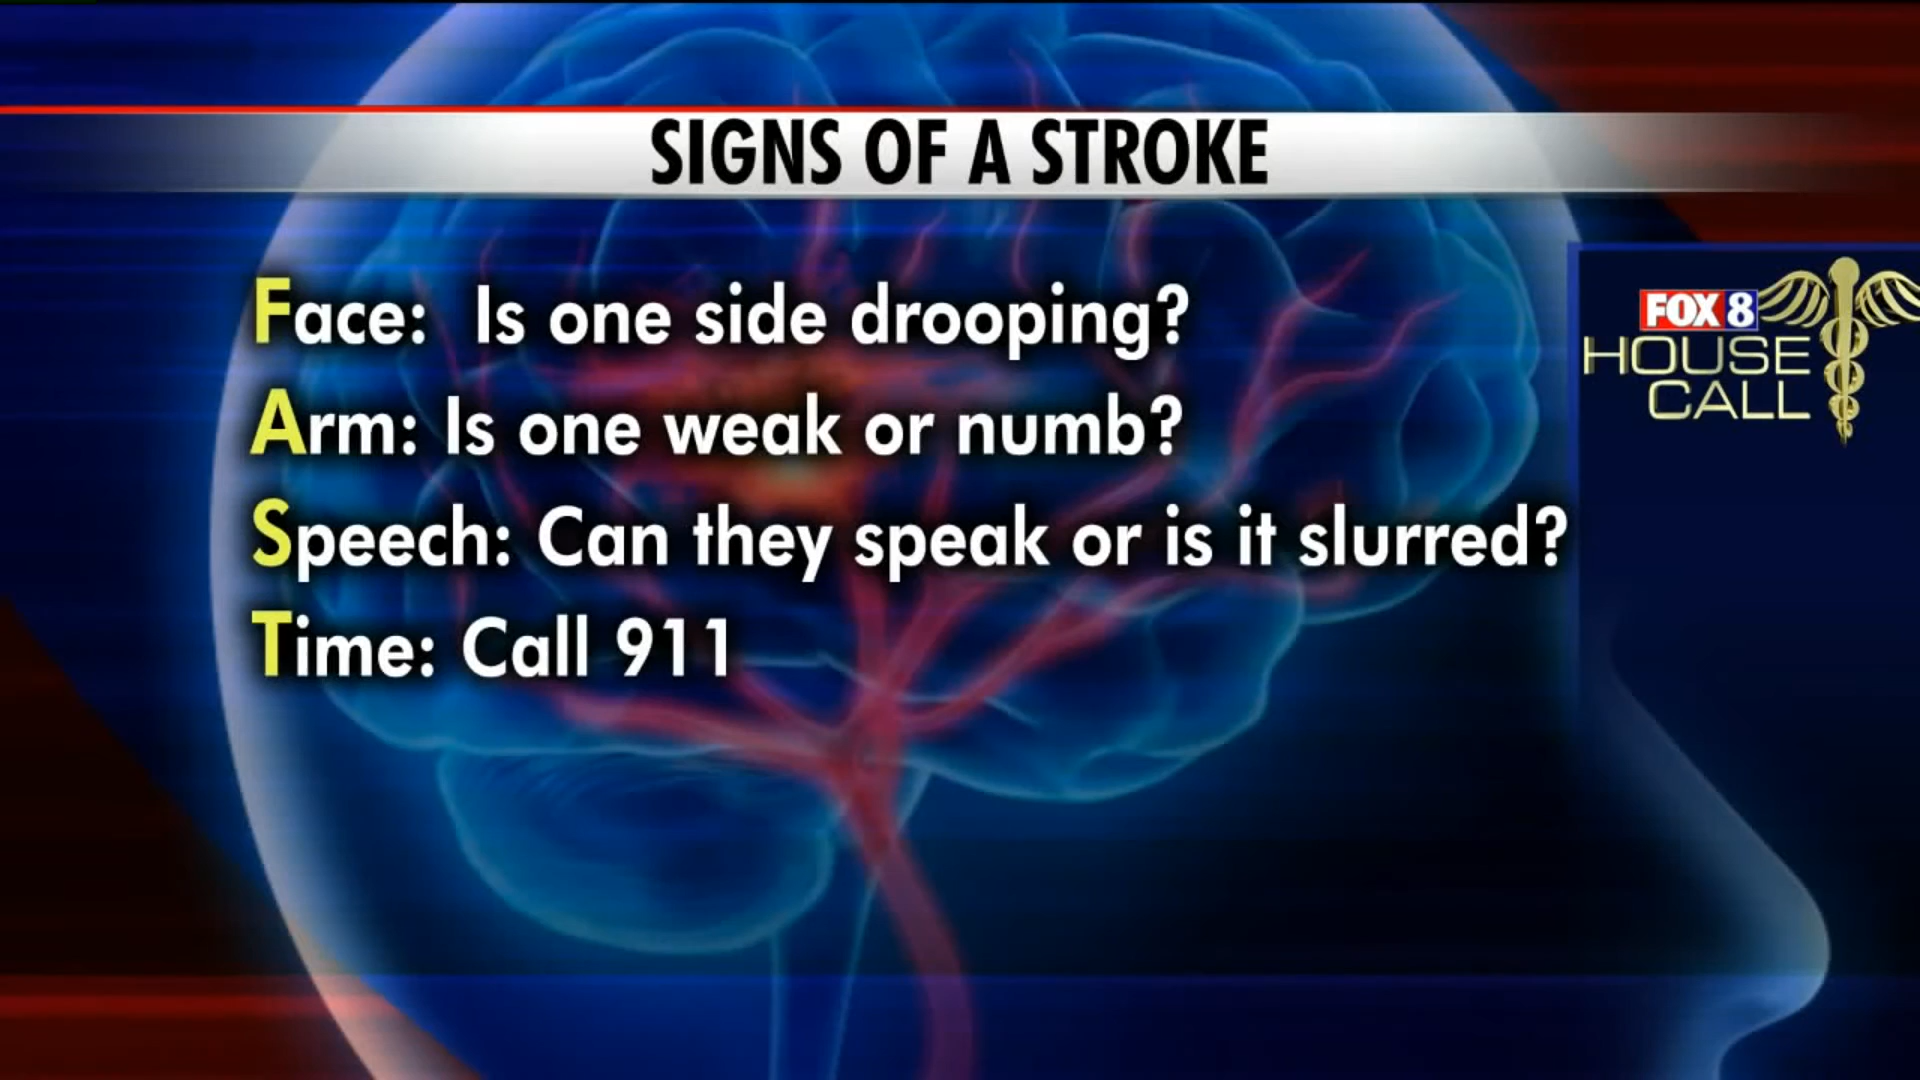 SIGNS OF A STROKE
Face: Is one side drooping?
Arm: Is one weak or numb?
Speech: Can they speak or is it slurred?
Time: Call 911
FOX 8
HOUSE
CALL